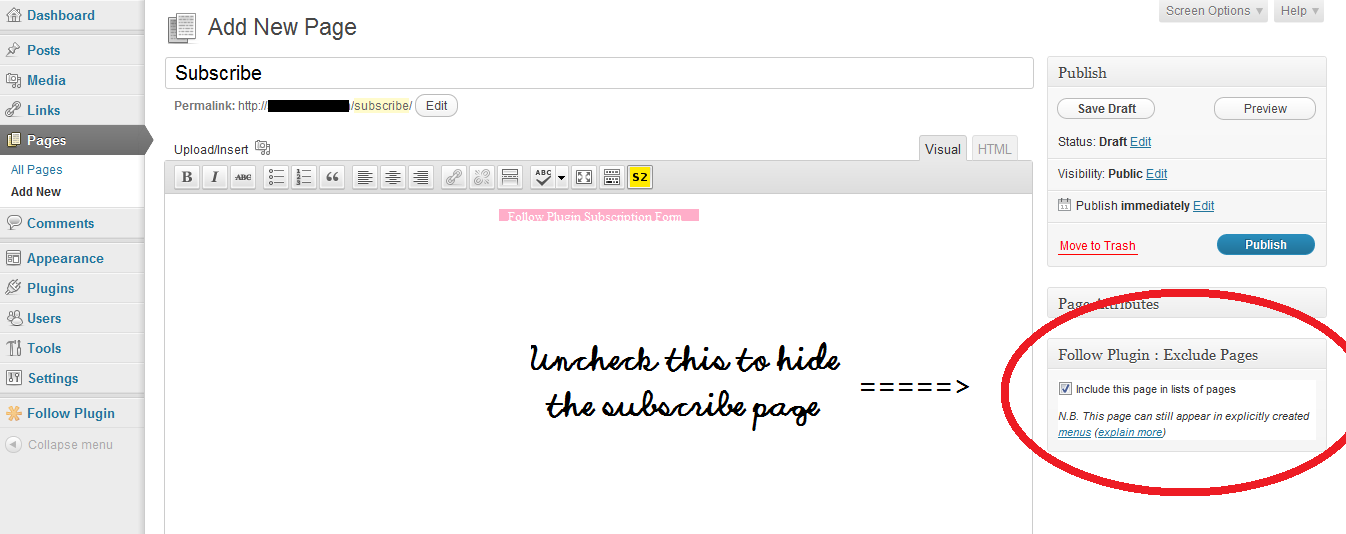 Dashboard
Posts
Media
Links
Pages
All Pages
Add New
Comments
Appearance
Plugins
Users
Tools
Settings
Follow Plugin
Collapse menu
Screen Options
Help
Add New Page
Subscribe
Permalink: http:// /subscribe/ Edit
Upload/Insert
Visual
HTML
B I ABC ABC S2
Follow Plugin Subscription Form
Uncheck this to hide
the subscribe page
=====>
Publish
Save Draft
Preview
Status: Draft Edit
Visibility: Public Edit
Publish immediately Edit
Move to Trash
Publish
Page Attributes
Follow Plugin : Exclude Pages
Include this page in lists of pages
N.B. This page can still appear in explicitly created
menus (explain more)